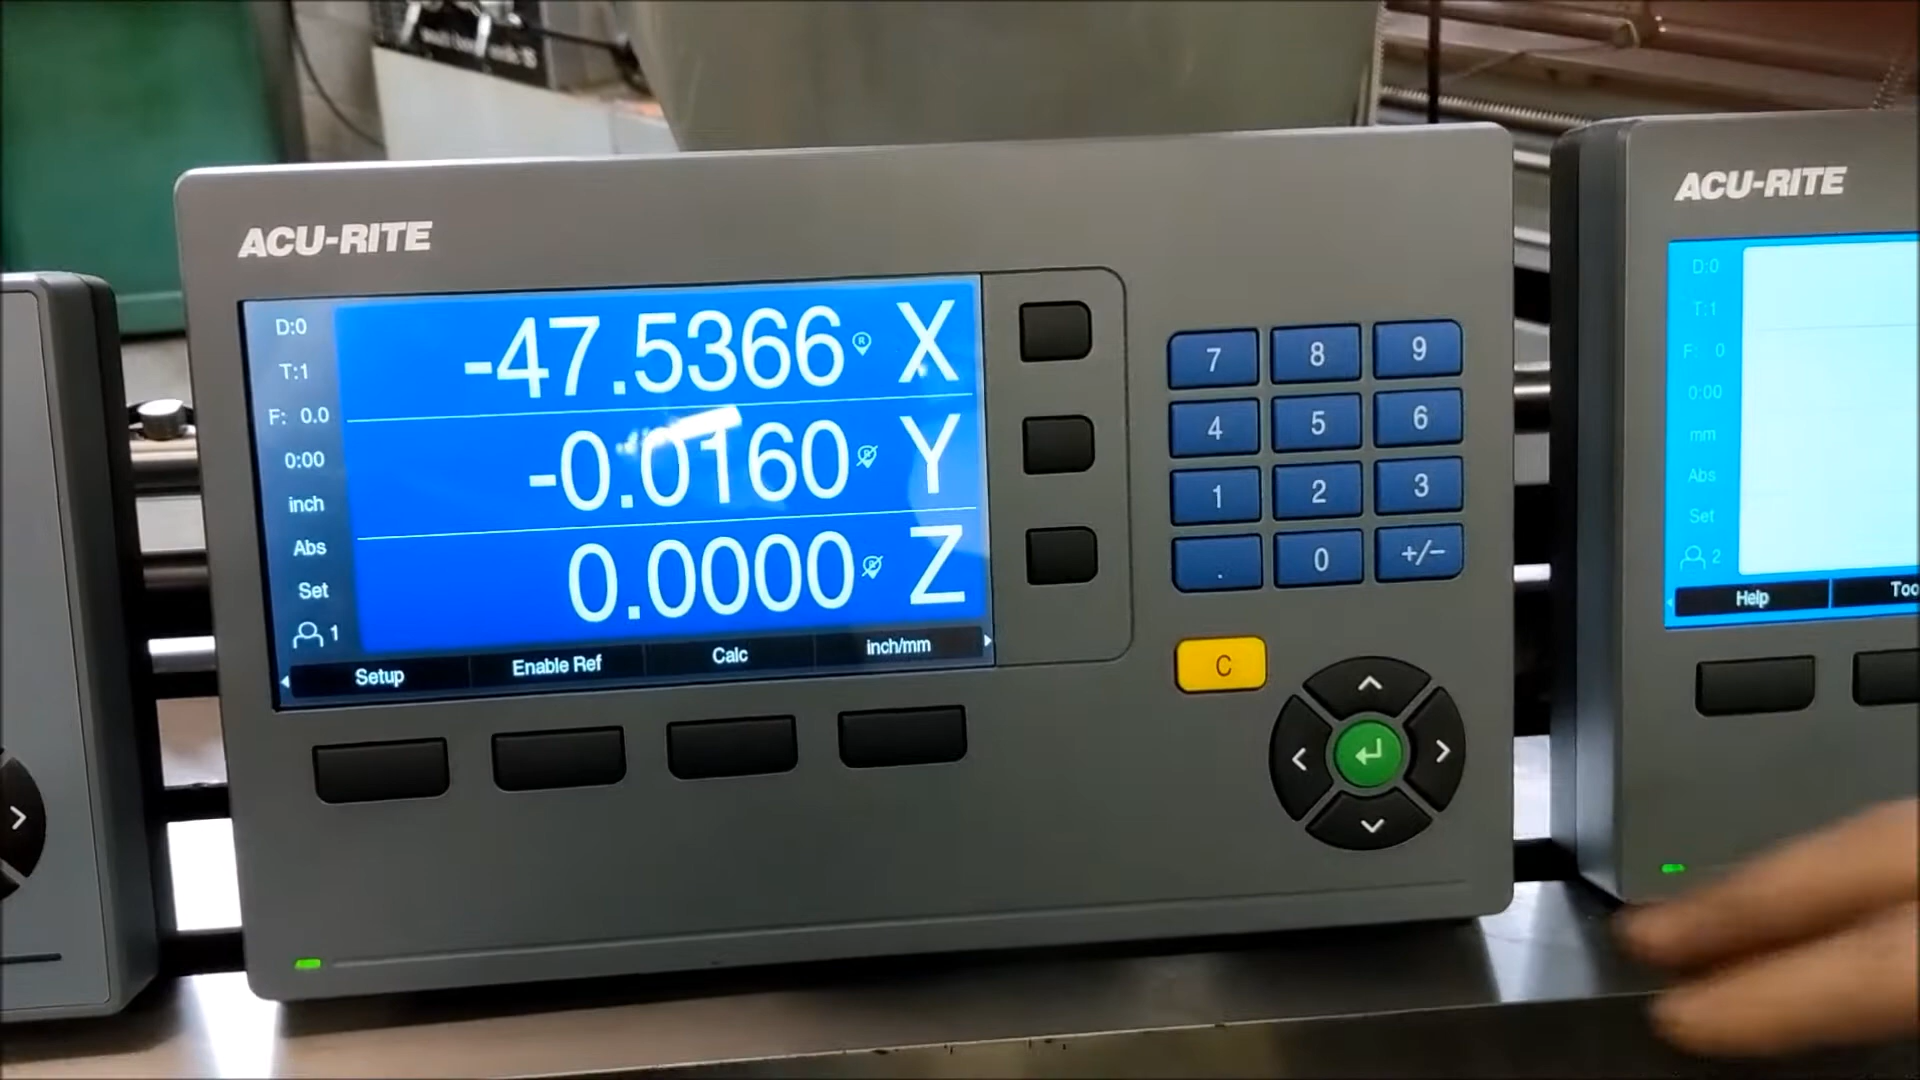 ACU-RITE
D:0
T:1
F: 0.0
0:00
inch
Abs
Set
1
-47.5366 R X
-0.0160 R Y
0.0000 R Z
Setup Enable Ref Calc inch/mm
7 8 9
4 5 6
1 2 3
. 0 +/−
C
ACU-RITE
D:0
T:1
F: 0
0:00
mm
Abs
Set
2
Help Too